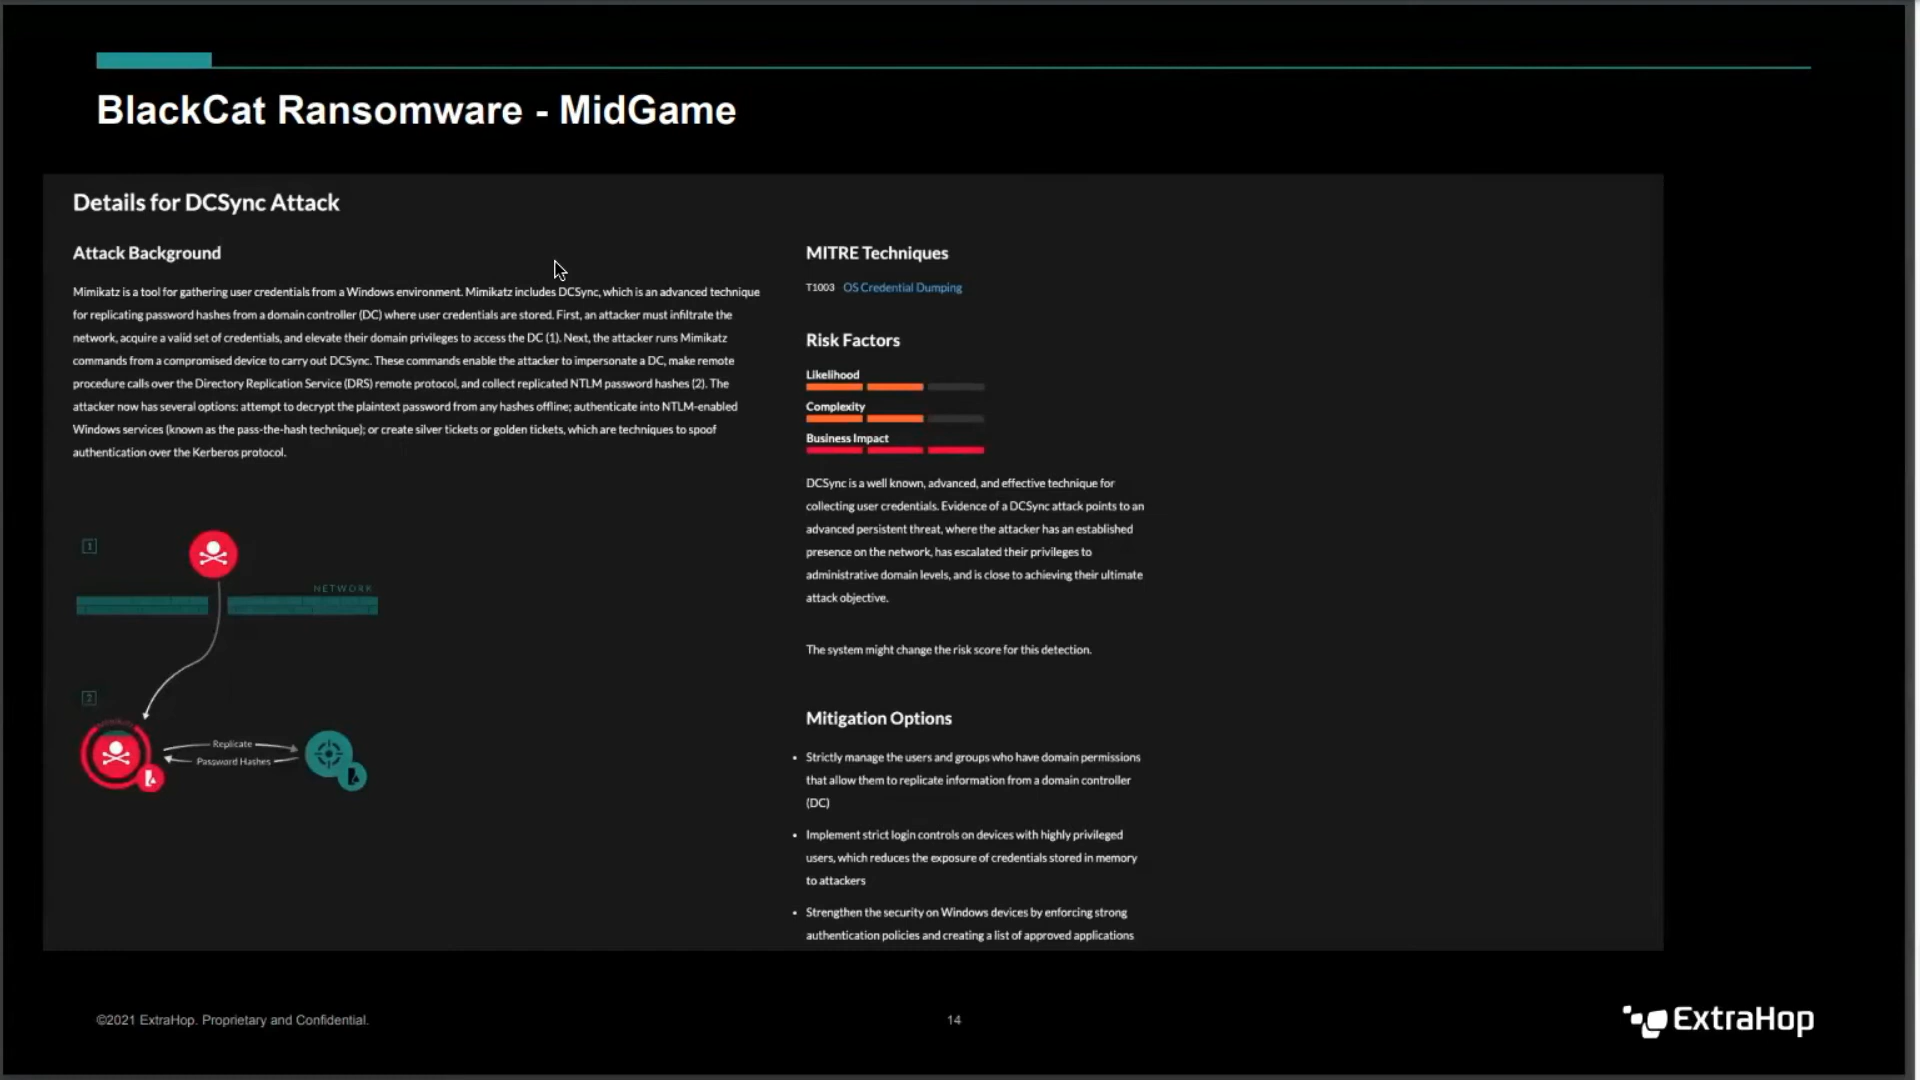 BlackCat Ransomware - MidGame
Details for DCSync Attack
Attack Background
Mimikatz is a tool for gathering user credentials from a Windows environment. Mimikatz includes DCSync, which is an advanced technique
for replicating password hashes from a domain controller (DC) where user credentials are stored. First, an attacker must infiltrate the
network, acquire a valid set of credentials, and elevate their domain privileges to access the DC (1). Next, the attacker runs Mimikatz
commands from a compromised device to carry out DCSync. These commands enable the attacker to impersonate a DC, make remote
procedure calls over the Directory Replication Service (DRS) remote protocol, and collect replicated NTLM password hashes (2). The
attacker now has several options: attempt to decrypt the plaintext password from any hashes offline; authenticate into NTLM-enabled
Windows services (known as the pass-the-hash technique); or create silver tickets or golden tickets, which are techniques to spoof
authentication over the Kerberos protocol.
1
NETWORK
2
Replicate
Password Hashes
MITRE Techniques
T1003 OS Credential Dumping
Risk Factors
Likelihood
Complexity
Business Impact
DCSync is a well known, advanced, and effective technique for
collecting user credentials. Evidence of a DCSync attack points to an
advanced persistent threat, where the attacker has an established
presence on the network, has escalated their privileges to
administrative domain levels, and is close to achieving their ultimate
attack objective.
The system might change the risk score for this detection.
Mitigation Options
• Strictly manage the users and groups who have domain permissions
that allow them to replicate information from a domain controller
(DC)
• Implement strict login controls on devices with highly privileged
users, which reduces the exposure of credentials stored in memory
to attackers
• Strengthen the security on Windows devices by enforcing strong
authentication policies and creating a list of approved applications
©2021 ExtraHop. Proprietary and Confidential.
14
ExtraHop